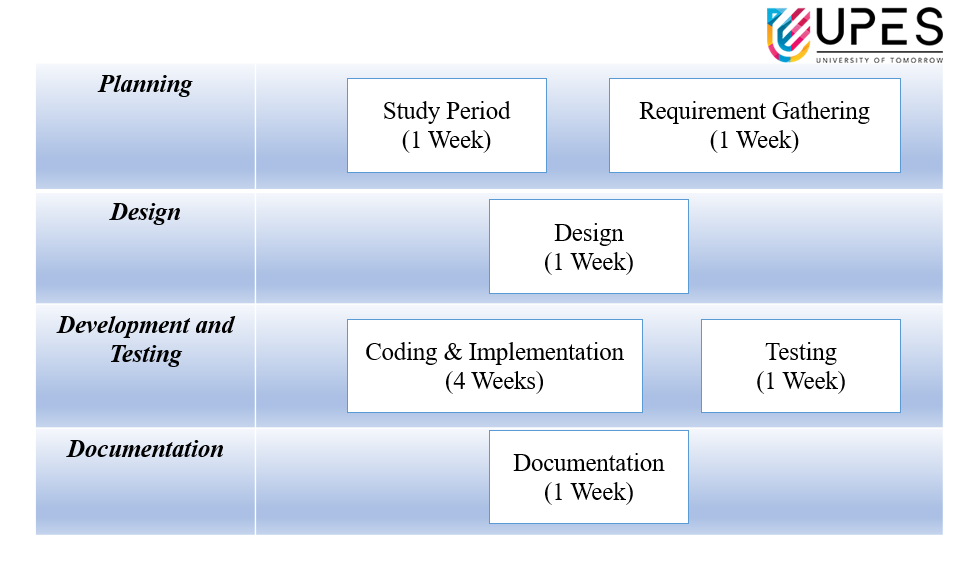 UPES
UNIVERSITY OF TOMORROW
Planning
Study Period
(1 Week)
Requirement Gathering
(1 Week)
Design
Design
(1 Week)
Development and
Testing
Coding & Implementation
(4 Weeks)
Testing
(1 Week)
Documentation
Documentation
(1 Week)